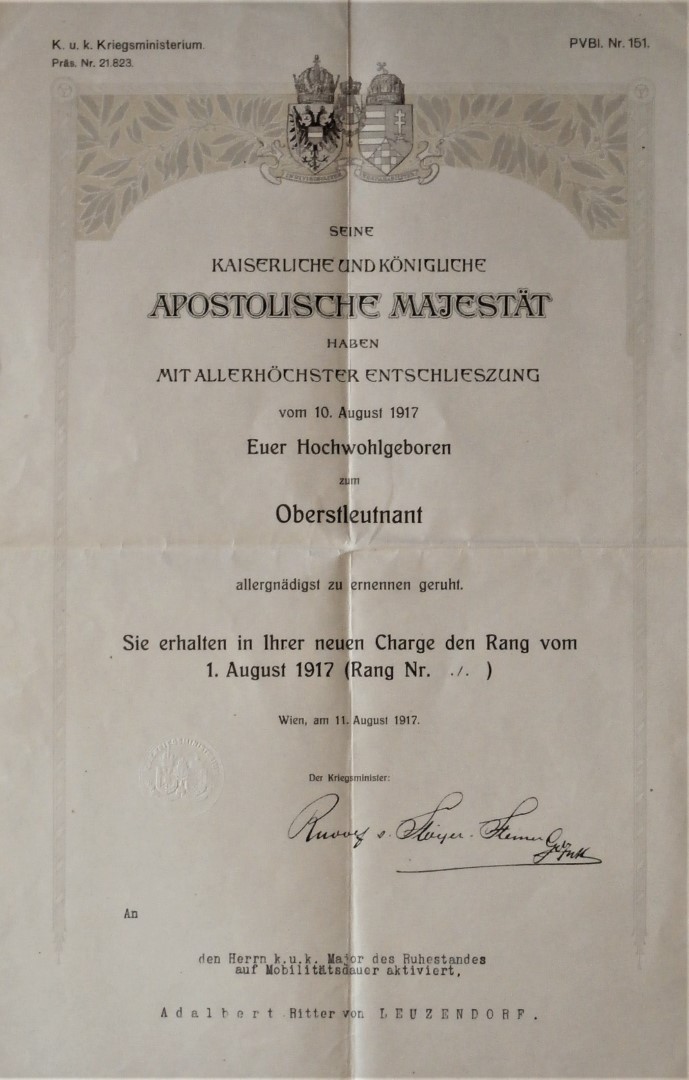 K. u. k. Kriegsministerium.
Präs. Nr. 21.823.
PVBl. Nr. 151.
SEINE
KAISERLICHE UND KÖNIGLICHE
APOSTOLISCHE MAJESTÄT
HABEN
MIT ALLERHÖCHSTER ENTSCHLIESZUNG
vom 10. August 1917
Euer Hochwohlgeboren
zum
Oberstleutnant
allergnädigst zu ernennen geruht.
Sie erhalten in Ihrer neuen Charge den Rang vom
1. August 1917 (Rang Nr. ./. )
Wien, am 11. August 1917.
Der Kriegsminister:
An
den Herrn k.u.k. Major des Ruhestandes
auf Mobilitätsdauer aktiviert,
Adalbert Ritter von LEUZENDORF.